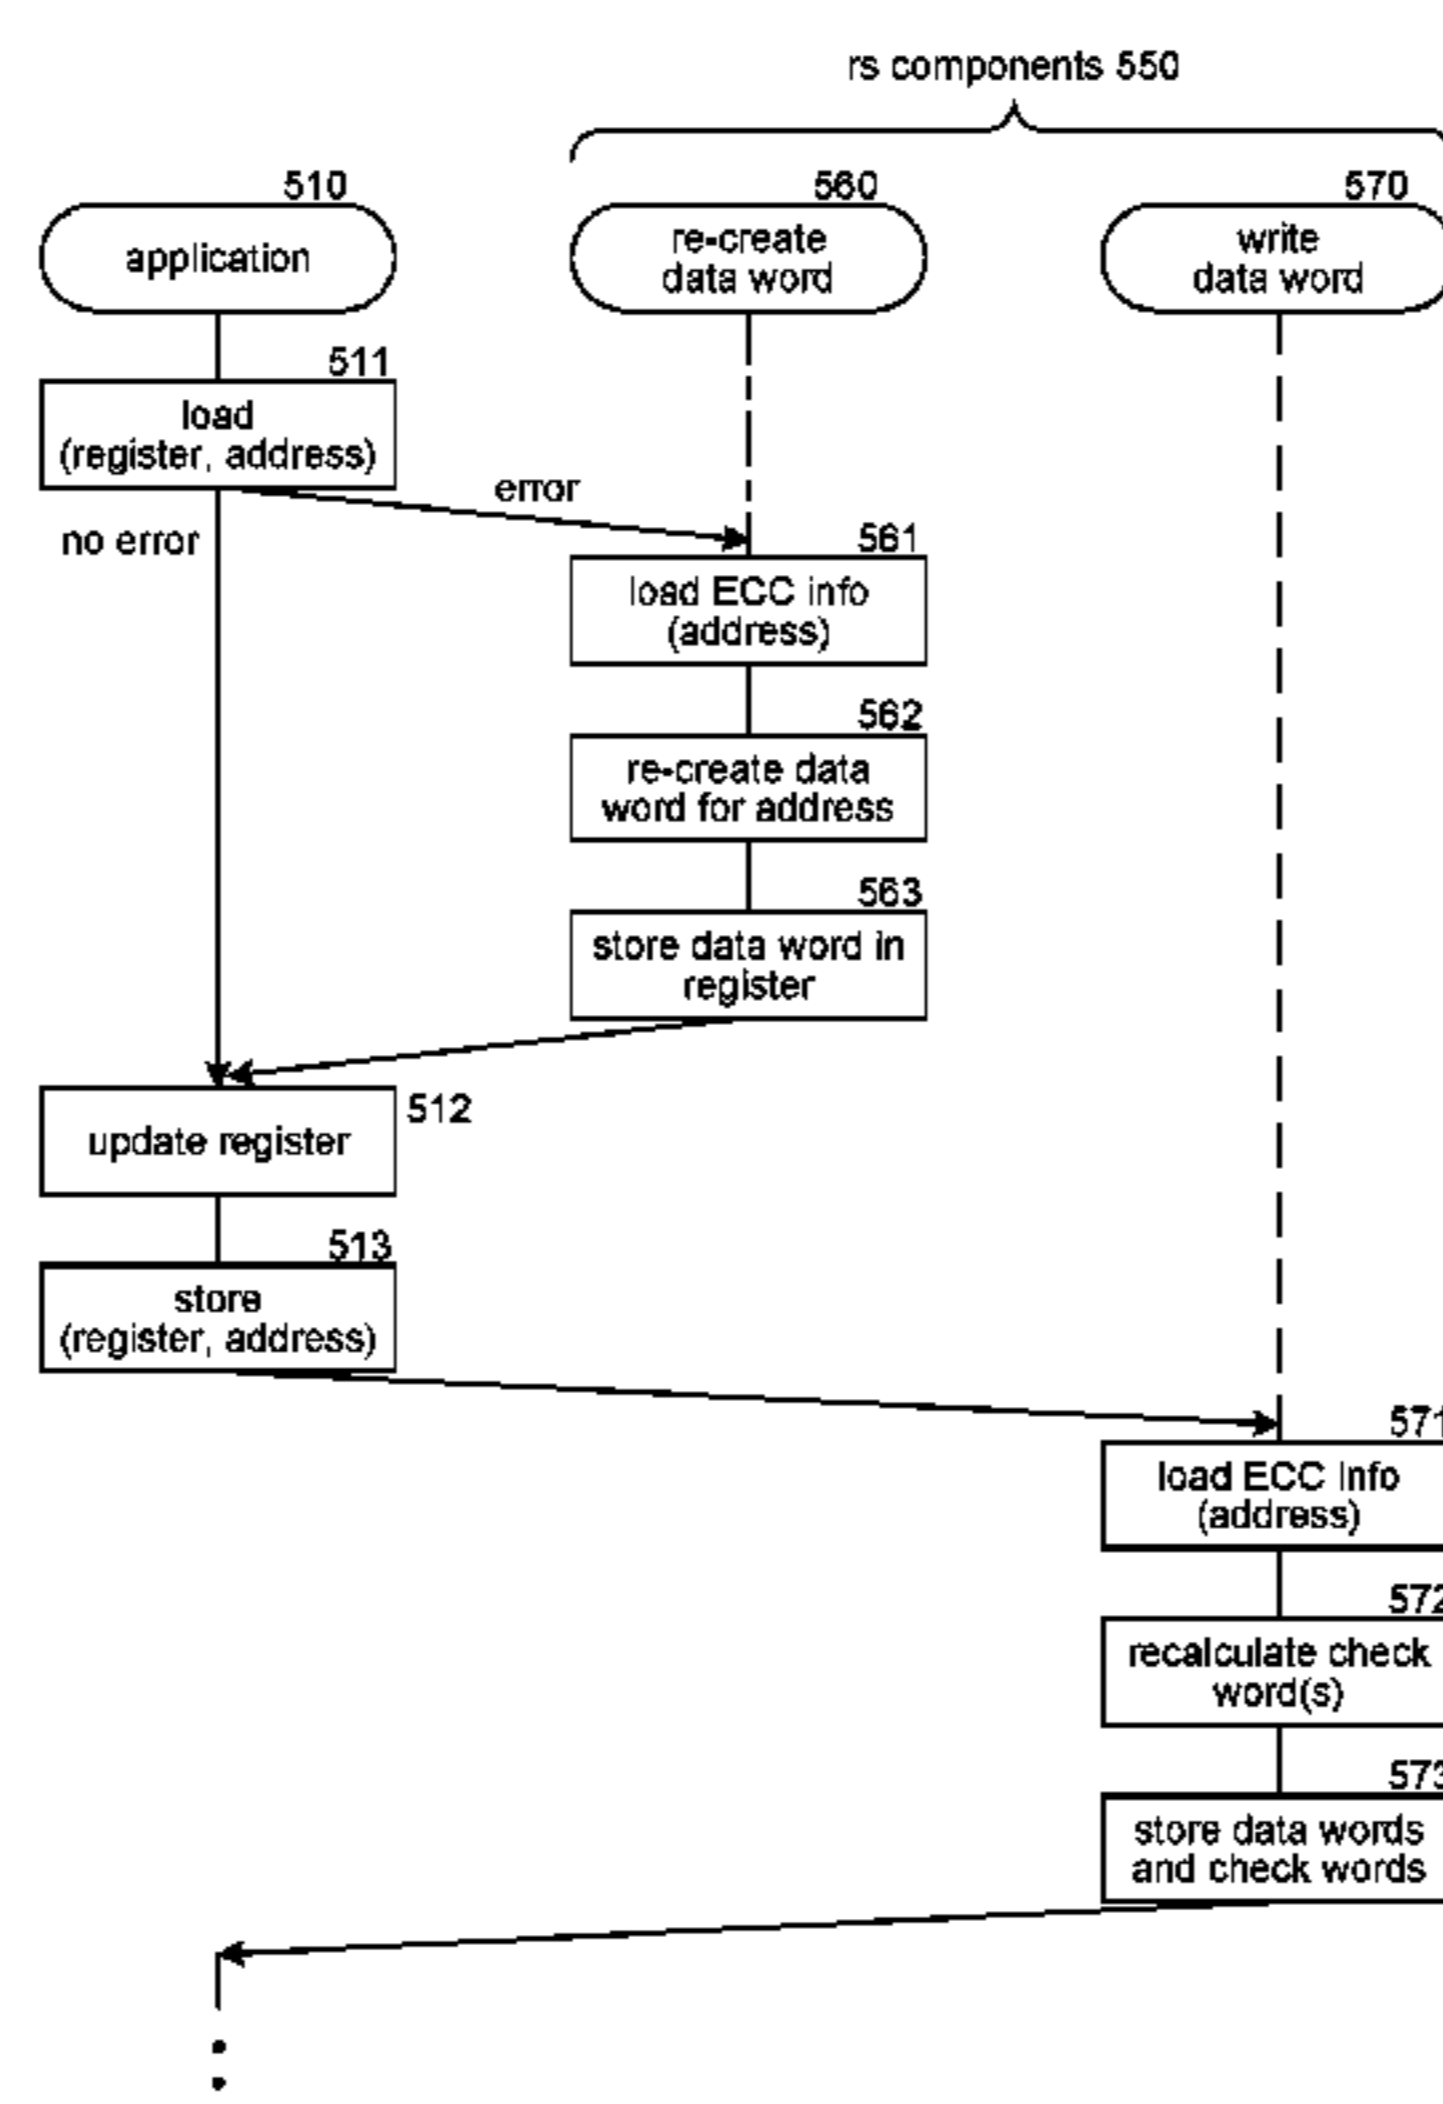 rs components 550
510
application
560
re-create
data word
570
write
data word
511
load
(register, address)
error
no error
561
load ECC info
(address)
562
re-create data
word for address
563
store data word in
register
512
update register
513
store
(register, address)
571
load ECC info
(address)
572
recalculate check
word(s)
573
store data words
and check words